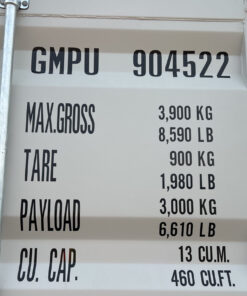 GMPU 904522
MAX.GROSS 3,900 KG
8,590 LB
TARE 900 KG
1,980 LB
PAYLOAD 3,000 KG
6,610 LB
CU. CAP. 13 CU.M.
460 CU.FT.